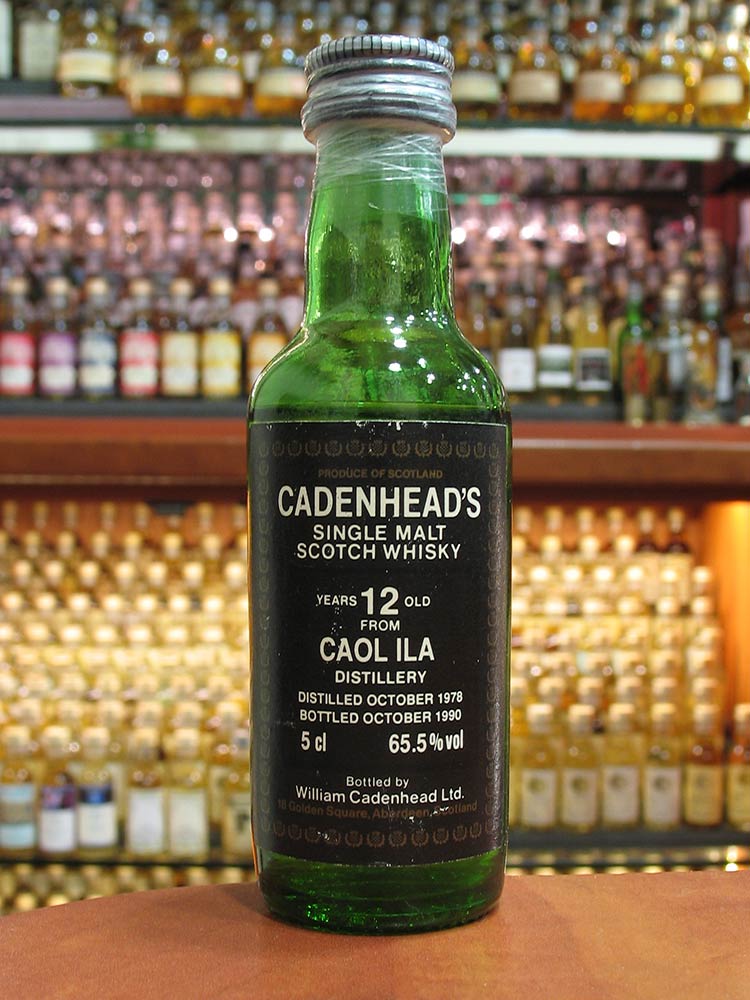 PRODUCE OF SCOTLAND
CADENHEAD'S
SINGLE MALT
SCOTCH WHISKY
YEARS 12 OLD
FROM
CAOL ILA
DISTILLERY
DISTILLED OCTOBER 1978
BOTTLED OCTOBER 1990
5 cl 65.5% vol
Bottled by
William Cadenhead Ltd.
18 Golden Square, Aberdeen, Scotland